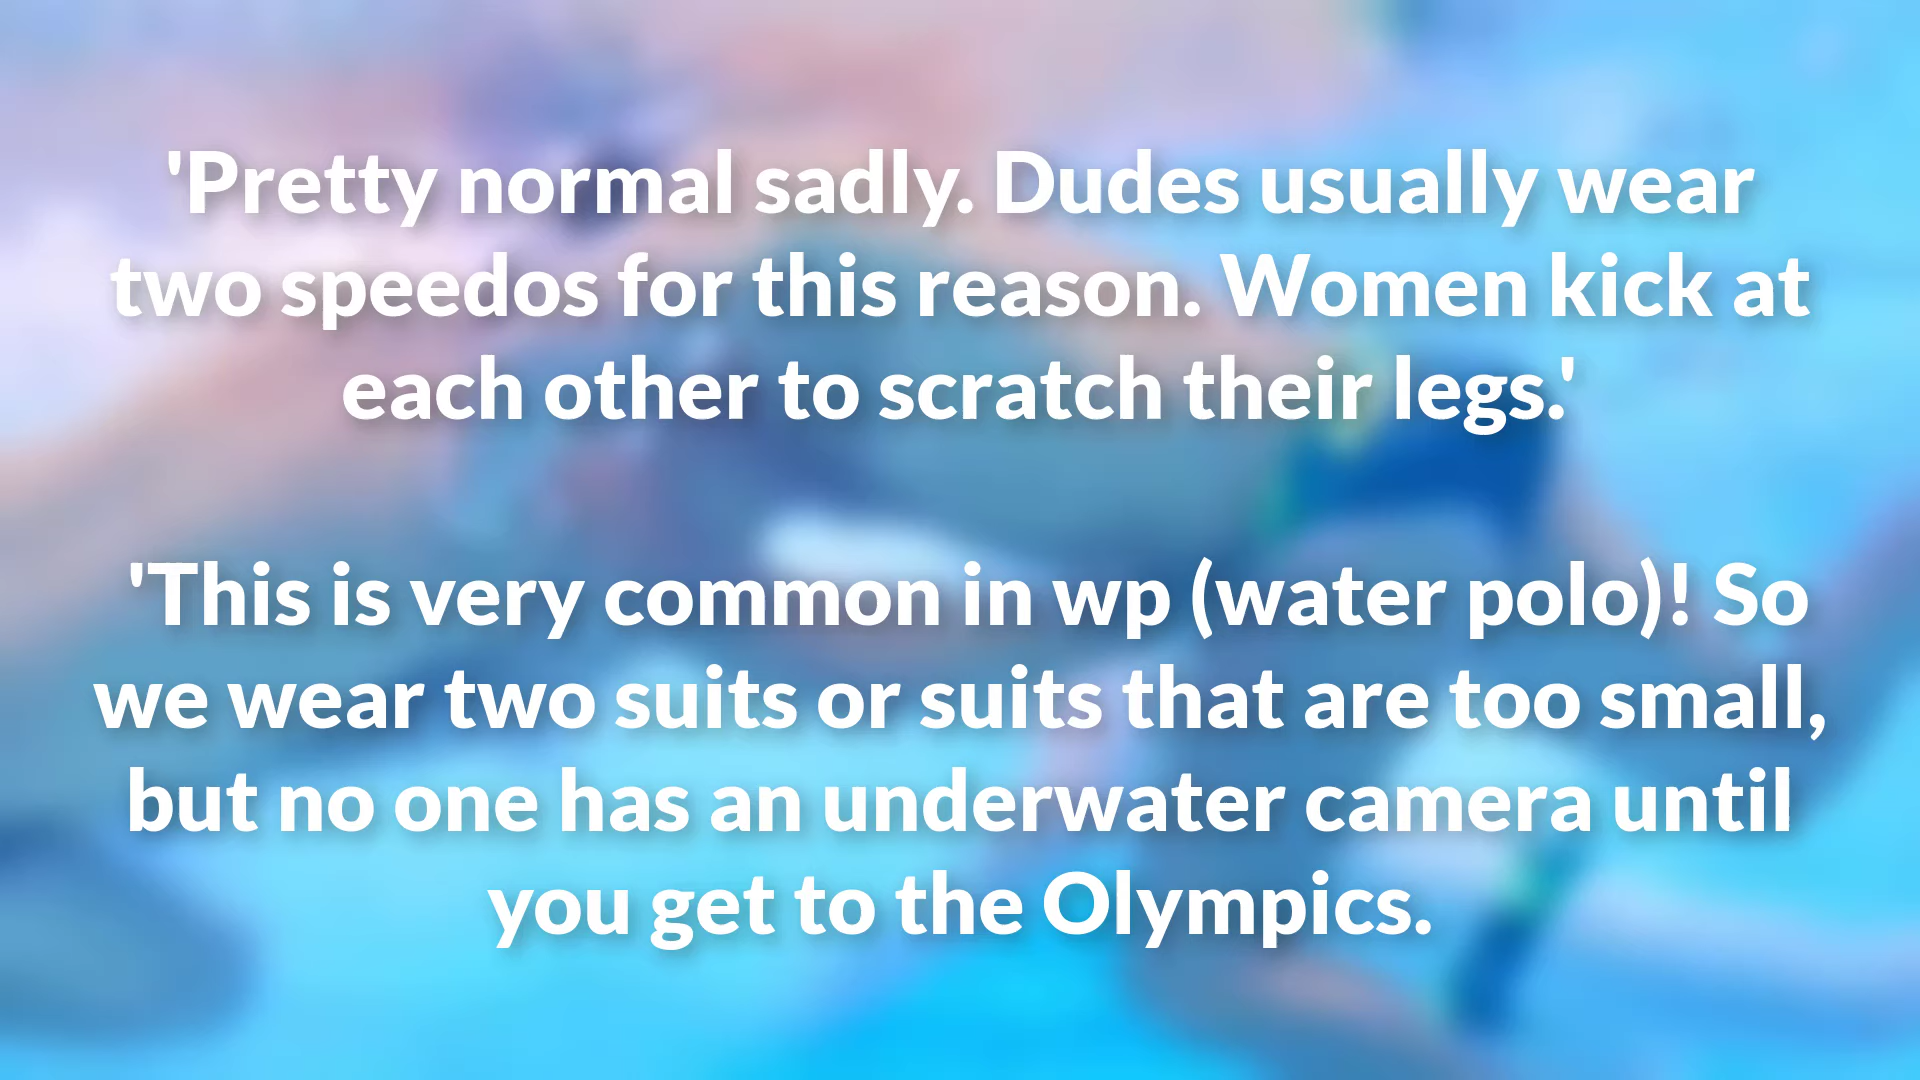 'Pretty normal sadly. Dudes usually wear
two speedos for this reason. Women kick at
each other to scratch their legs.'
'This is very common in wp (water polo)! So
we wear two suits or suits that are too small,
but no one has an underwater camera until
you get to the Olympics.